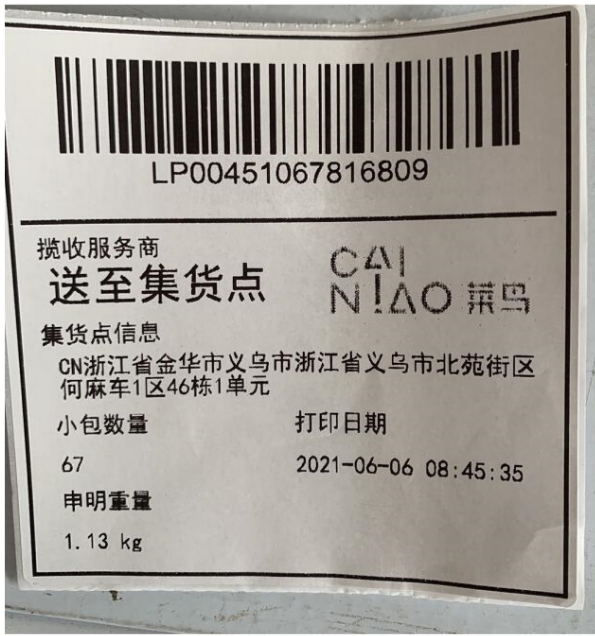 LP00451067816809
揽收服务商
送至集货点
CAI
NIAO 菜鸟
集货点信息
CN浙江省金华市义乌市浙江省义乌市北苑街区
何麻车1区46栋1单元
小包数量
打印日期
67
2021-06-06 08:45:35
申明重量
1.13 kg